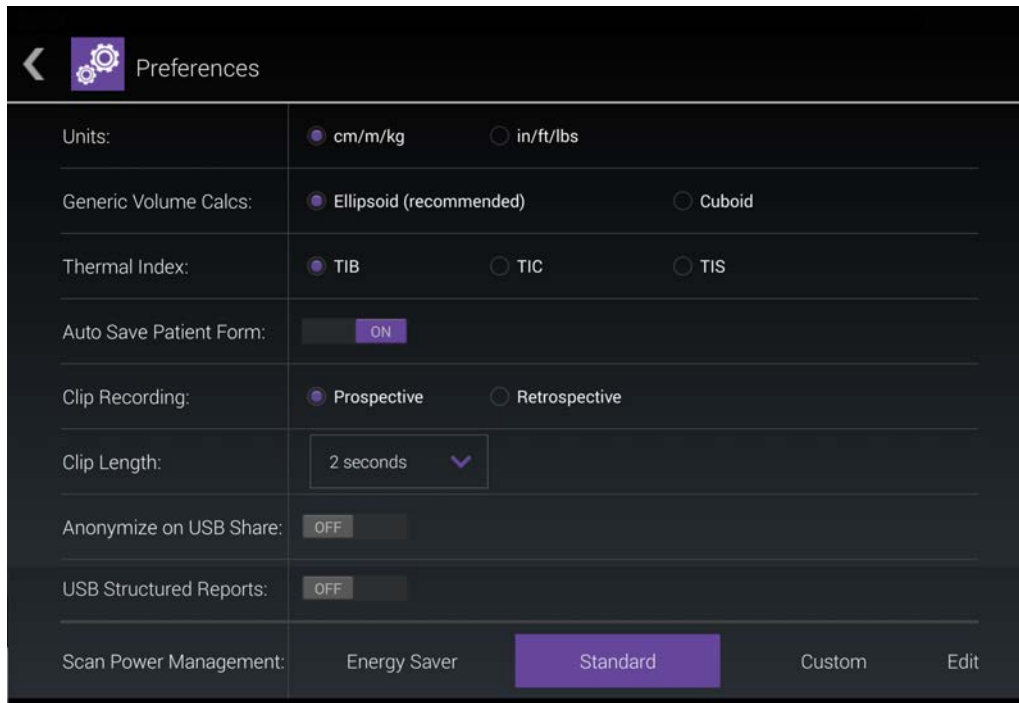 Preferences
Units: cm/m/kg in/ft/lbs
Generic Volume Calcs: Ellipsoid (recommended) Cuboid
Thermal Index: TIB TIC TIS
Auto Save Patient Form: ON
Clip Recording: Prospective Retrospective
Clip Length: 2 seconds
Anonymize on USB Share: OFF
USB Structured Reports: OFF
Scan Power Management: Energy Saver Standard Custom Edit